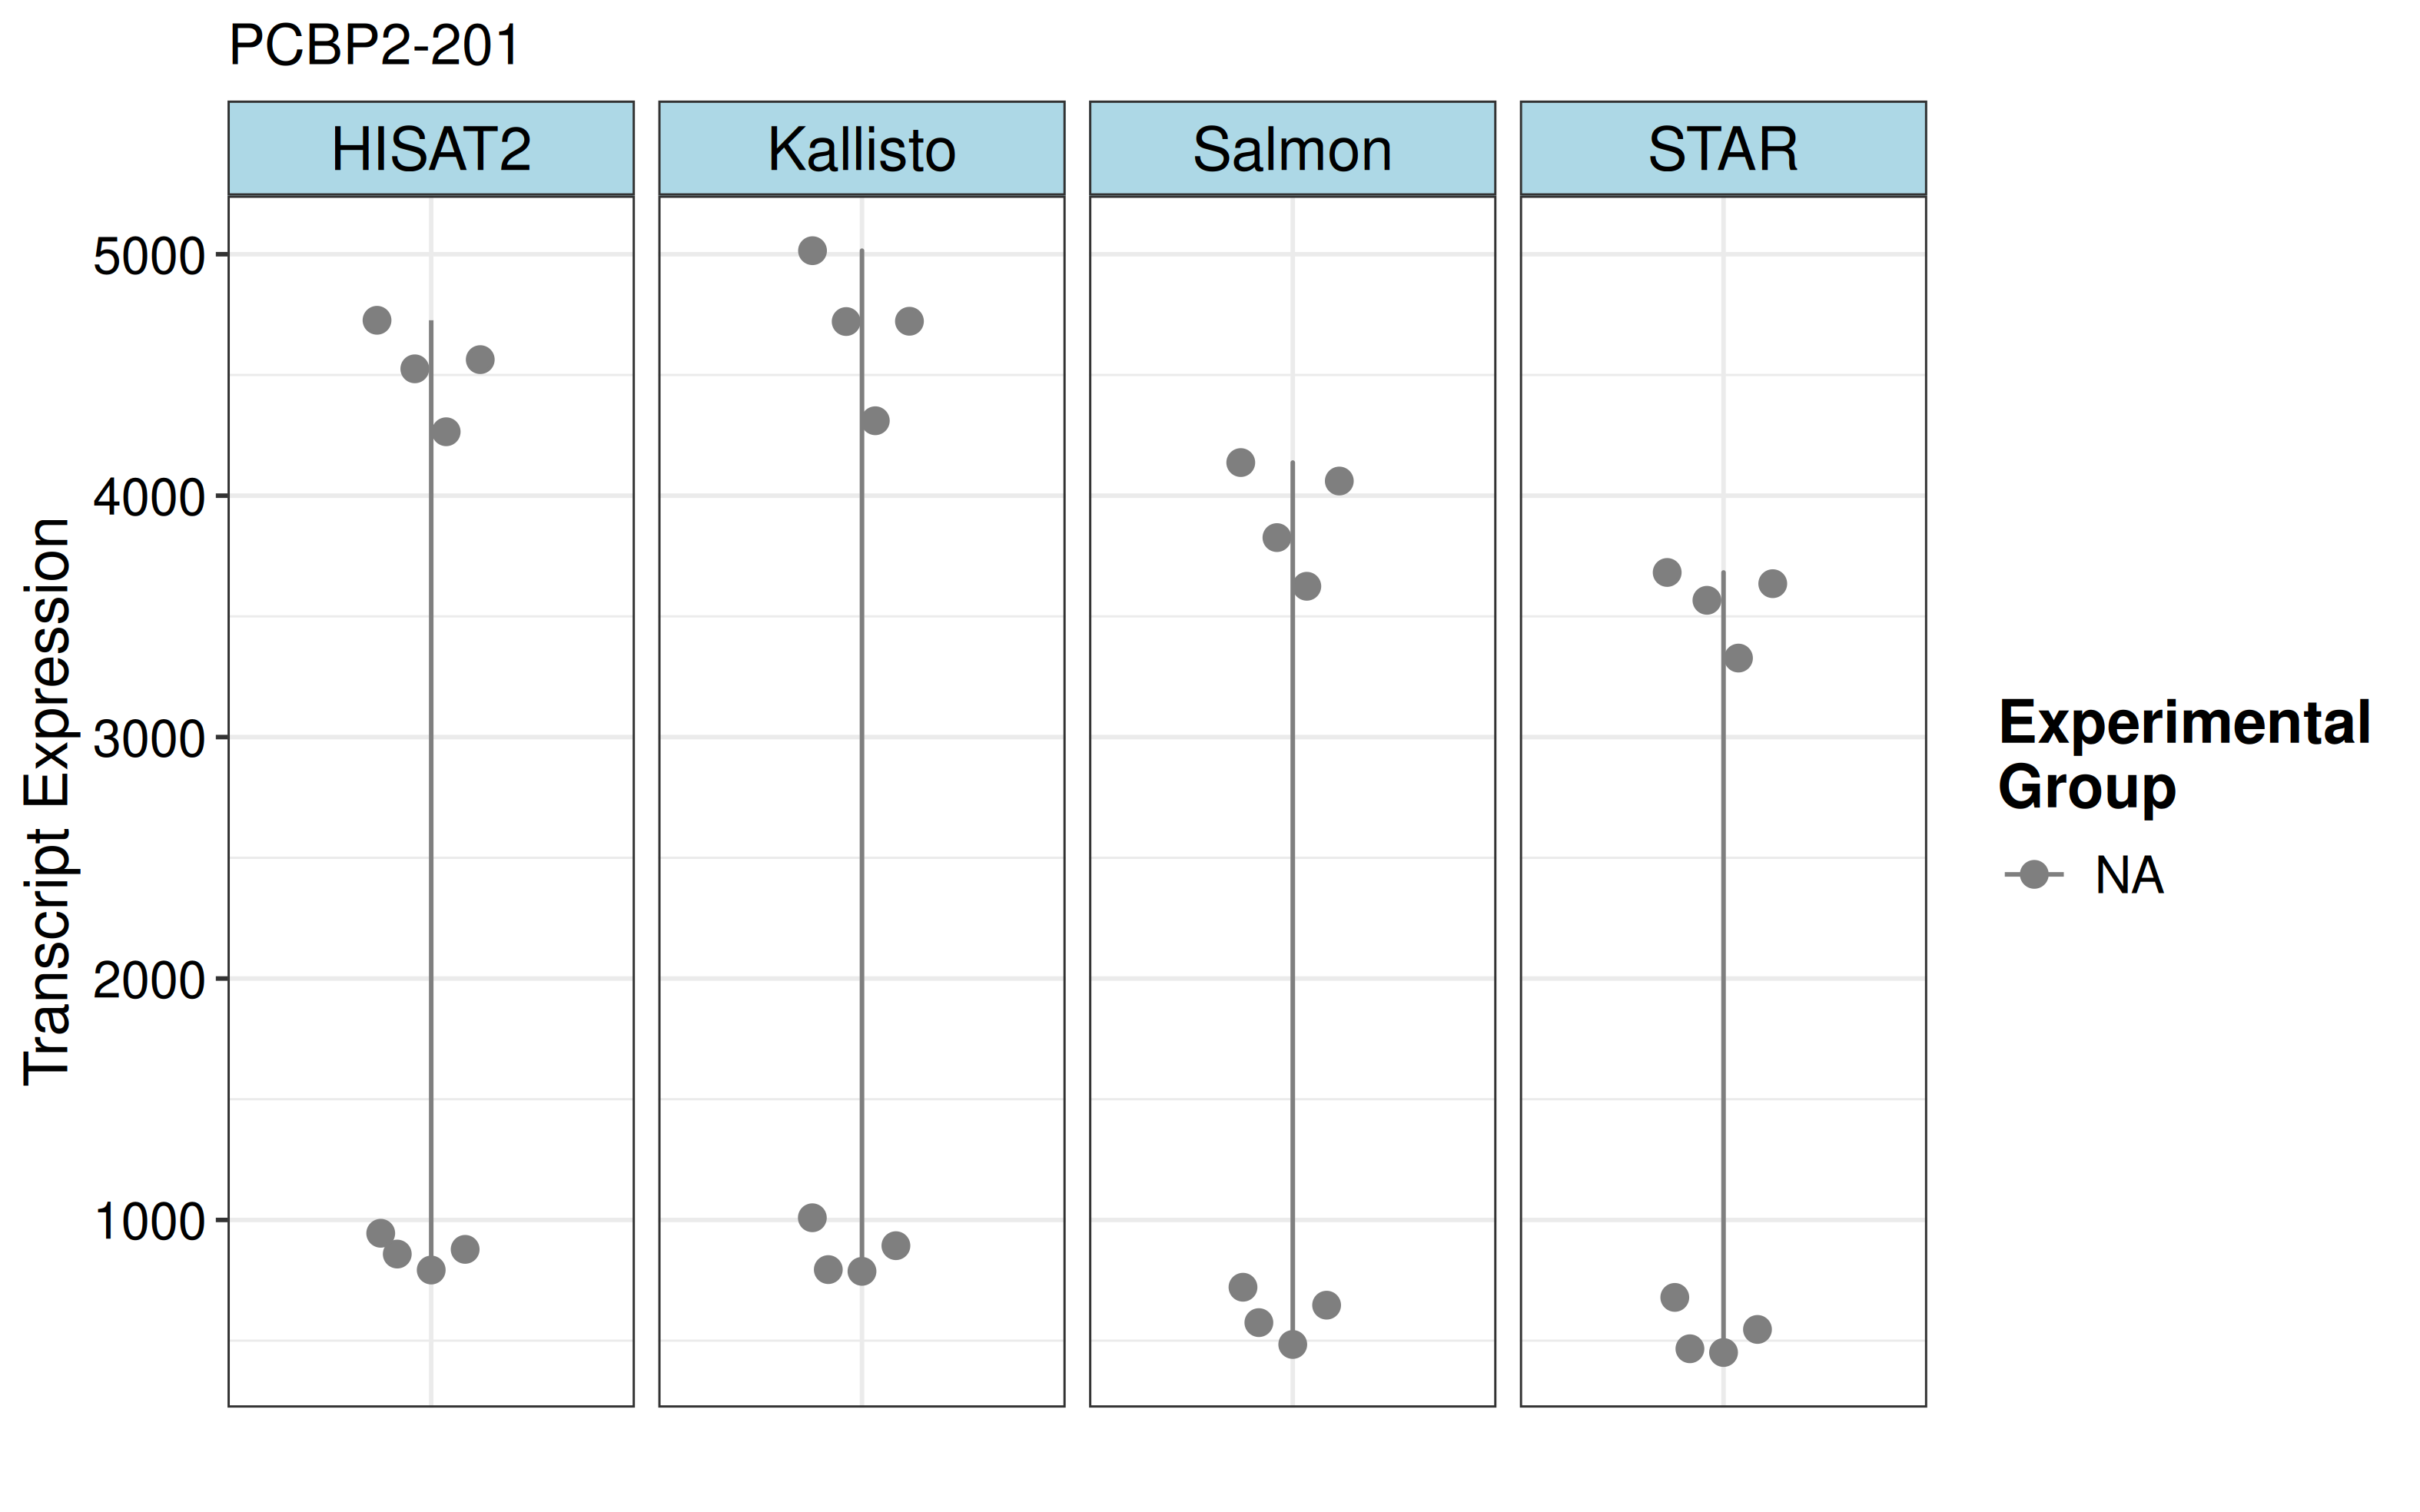 PCBP2-201
HISAT2 Kallisto Salmon STAR
5000
4000
3000
2000
1000
Transcript Expression
Experimental
Group
NA